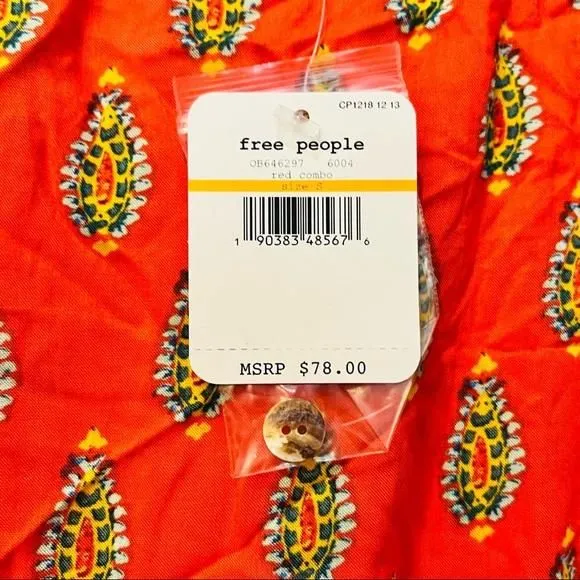 CP1218 12 13
free people
OB646297 6004
red combo
size S
1 90383 48567 6
MSRP $78.00